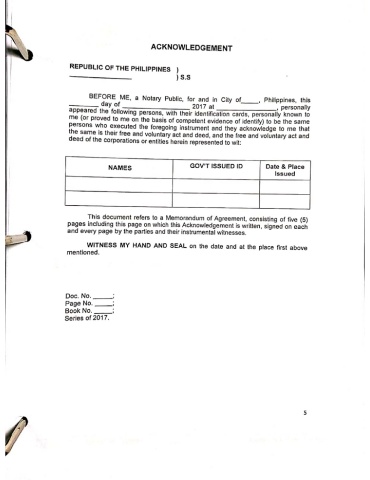 ACKNOWLEDGEMENT
REPUBLIC OF THE PHILIPPINES )
_______________ ) S.S
BEFORE ME, a Notary Public, for and in City of____, Philippines, this
_______ day of _____________ 2017 at ______________, personally
appeared the following persons, with their identification cards, personally known to
me (or proved to me on the basis of competent evidence of identify) to be the same
persons who executed the foregoing instrument and they acknowledge to me that
the same is their free and voluntary act and deed, and the free and voluntary act and
deed of the corporations or entities herein represented to wit:
NAMES GOV'T ISSUED ID Date & Place
Issued
This document refers to a Memorandum of Agreement, consisting of five (5)
pages including this page on which this Acknowledgement is written, signed on each
and every page by the parties and their instrumental witnesses.
WITNESS MY HAND AND SEAL on the date and at the place first above
mentioned.
Doc. No. _____;
Page No. _____;
Book No. _____;
Series of 2017.
5